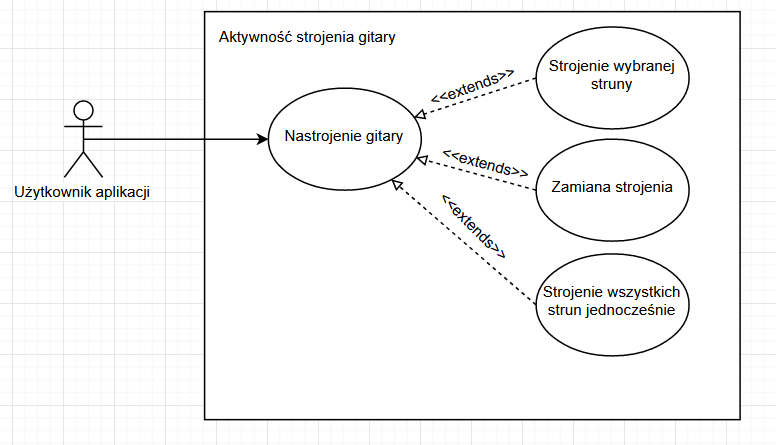 Aktywność strojenia gitary
<<extends>>
Strojenie wybranej
struny
Nastrojenie gitary
<<extends>>
Zamiana strojenia
Użytkownik aplikacji
<<extends>>
Strojenie wszystkich
strun jednocześnie